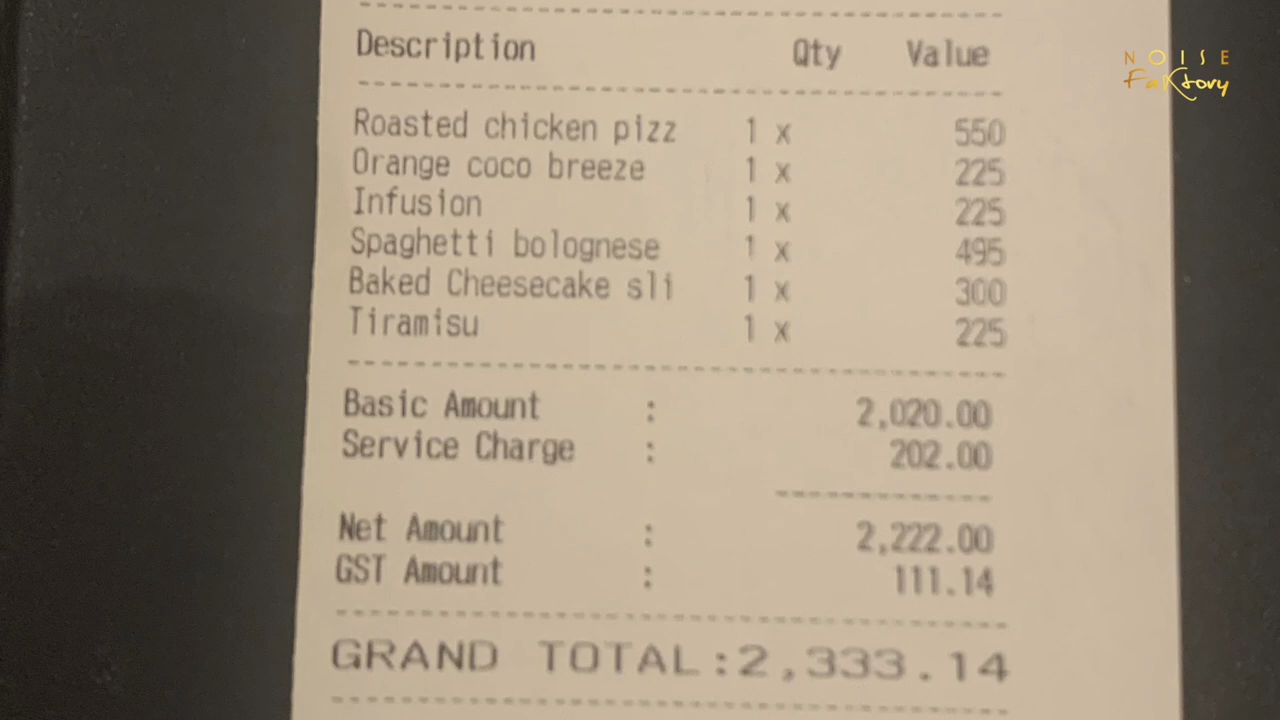 Description Qty Value
NOISE
FaKtory
Roasted chicken pizz 1 x 550
Orange coco breeze 1 x 225
Infusion 1 x 225
Spaghetti bolognese 1 x 495
Baked Cheesecake sli 1 x 300
Tiramisu 1 x 225
Basic Amount : 2,020.00
Service Charge : 202.00
Net Amount : 2,222.00
GST Amount : 111.14
GRAND TOTAL:2,333.14